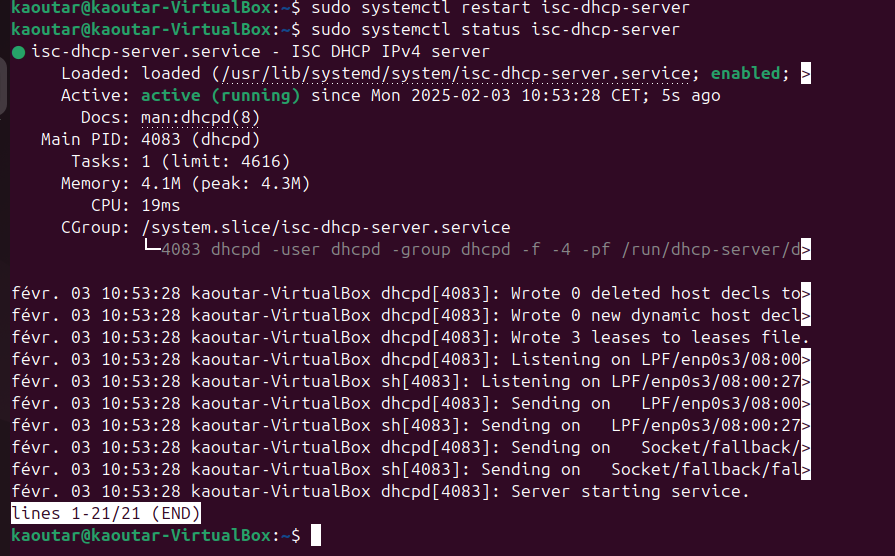 kaoutar@kaoutar-VirtualBox:~$ sudo systemctl restart isc-dhcp-server
kaoutar@kaoutar-VirtualBox:~$ sudo systemctl status isc-dhcp-server
● isc-dhcp-server.service - ISC DHCP IPv4 server
     Loaded: loaded (/usr/lib/systemd/system/isc-dhcp-server.service; enabled; >
     Active: active (running) since Mon 2025-02-03 10:53:28 CET; 5s ago
       Docs: man:dhcpd(8)
   Main PID: 4083 (dhcpd)
      Tasks: 1 (limit: 4616)
     Memory: 4.1M (peak: 4.3M)
        CPU: 19ms
     CGroup: /system.slice/isc-dhcp-server.service
             └─4083 dhcpd -user dhcpd -group dhcpd -f -4 -pf /run/dhcp-server/d>
févr. 03 10:53:28 kaoutar-VirtualBox dhcpd[4083]: Wrote 0 deleted host decls to>
févr. 03 10:53:28 kaoutar-VirtualBox dhcpd[4083]: Wrote 0 new dynamic host decl>
févr. 03 10:53:28 kaoutar-VirtualBox dhcpd[4083]: Wrote 3 leases to leases file.
févr. 03 10:53:28 kaoutar-VirtualBox dhcpd[4083]: Listening on LPF/enp0s3/08:00>
févr. 03 10:53:28 kaoutar-VirtualBox sh[4083]: Listening on LPF/enp0s3/08:00:27>
févr. 03 10:53:28 kaoutar-VirtualBox dhcpd[4083]: Sending on   LPF/enp0s3/08:00>
févr. 03 10:53:28 kaoutar-VirtualBox sh[4083]: Sending on   LPF/enp0s3/08:00:27>
févr. 03 10:53:28 kaoutar-VirtualBox dhcpd[4083]: Sending on   Socket/fallback/>
févr. 03 10:53:28 kaoutar-VirtualBox sh[4083]: Sending on   Socket/fallback/fal>
févr. 03 10:53:28 kaoutar-VirtualBox dhcpd[4083]: Server starting service.
lines 1-21/21 (END)
kaoutar@kaoutar-VirtualBox:~$